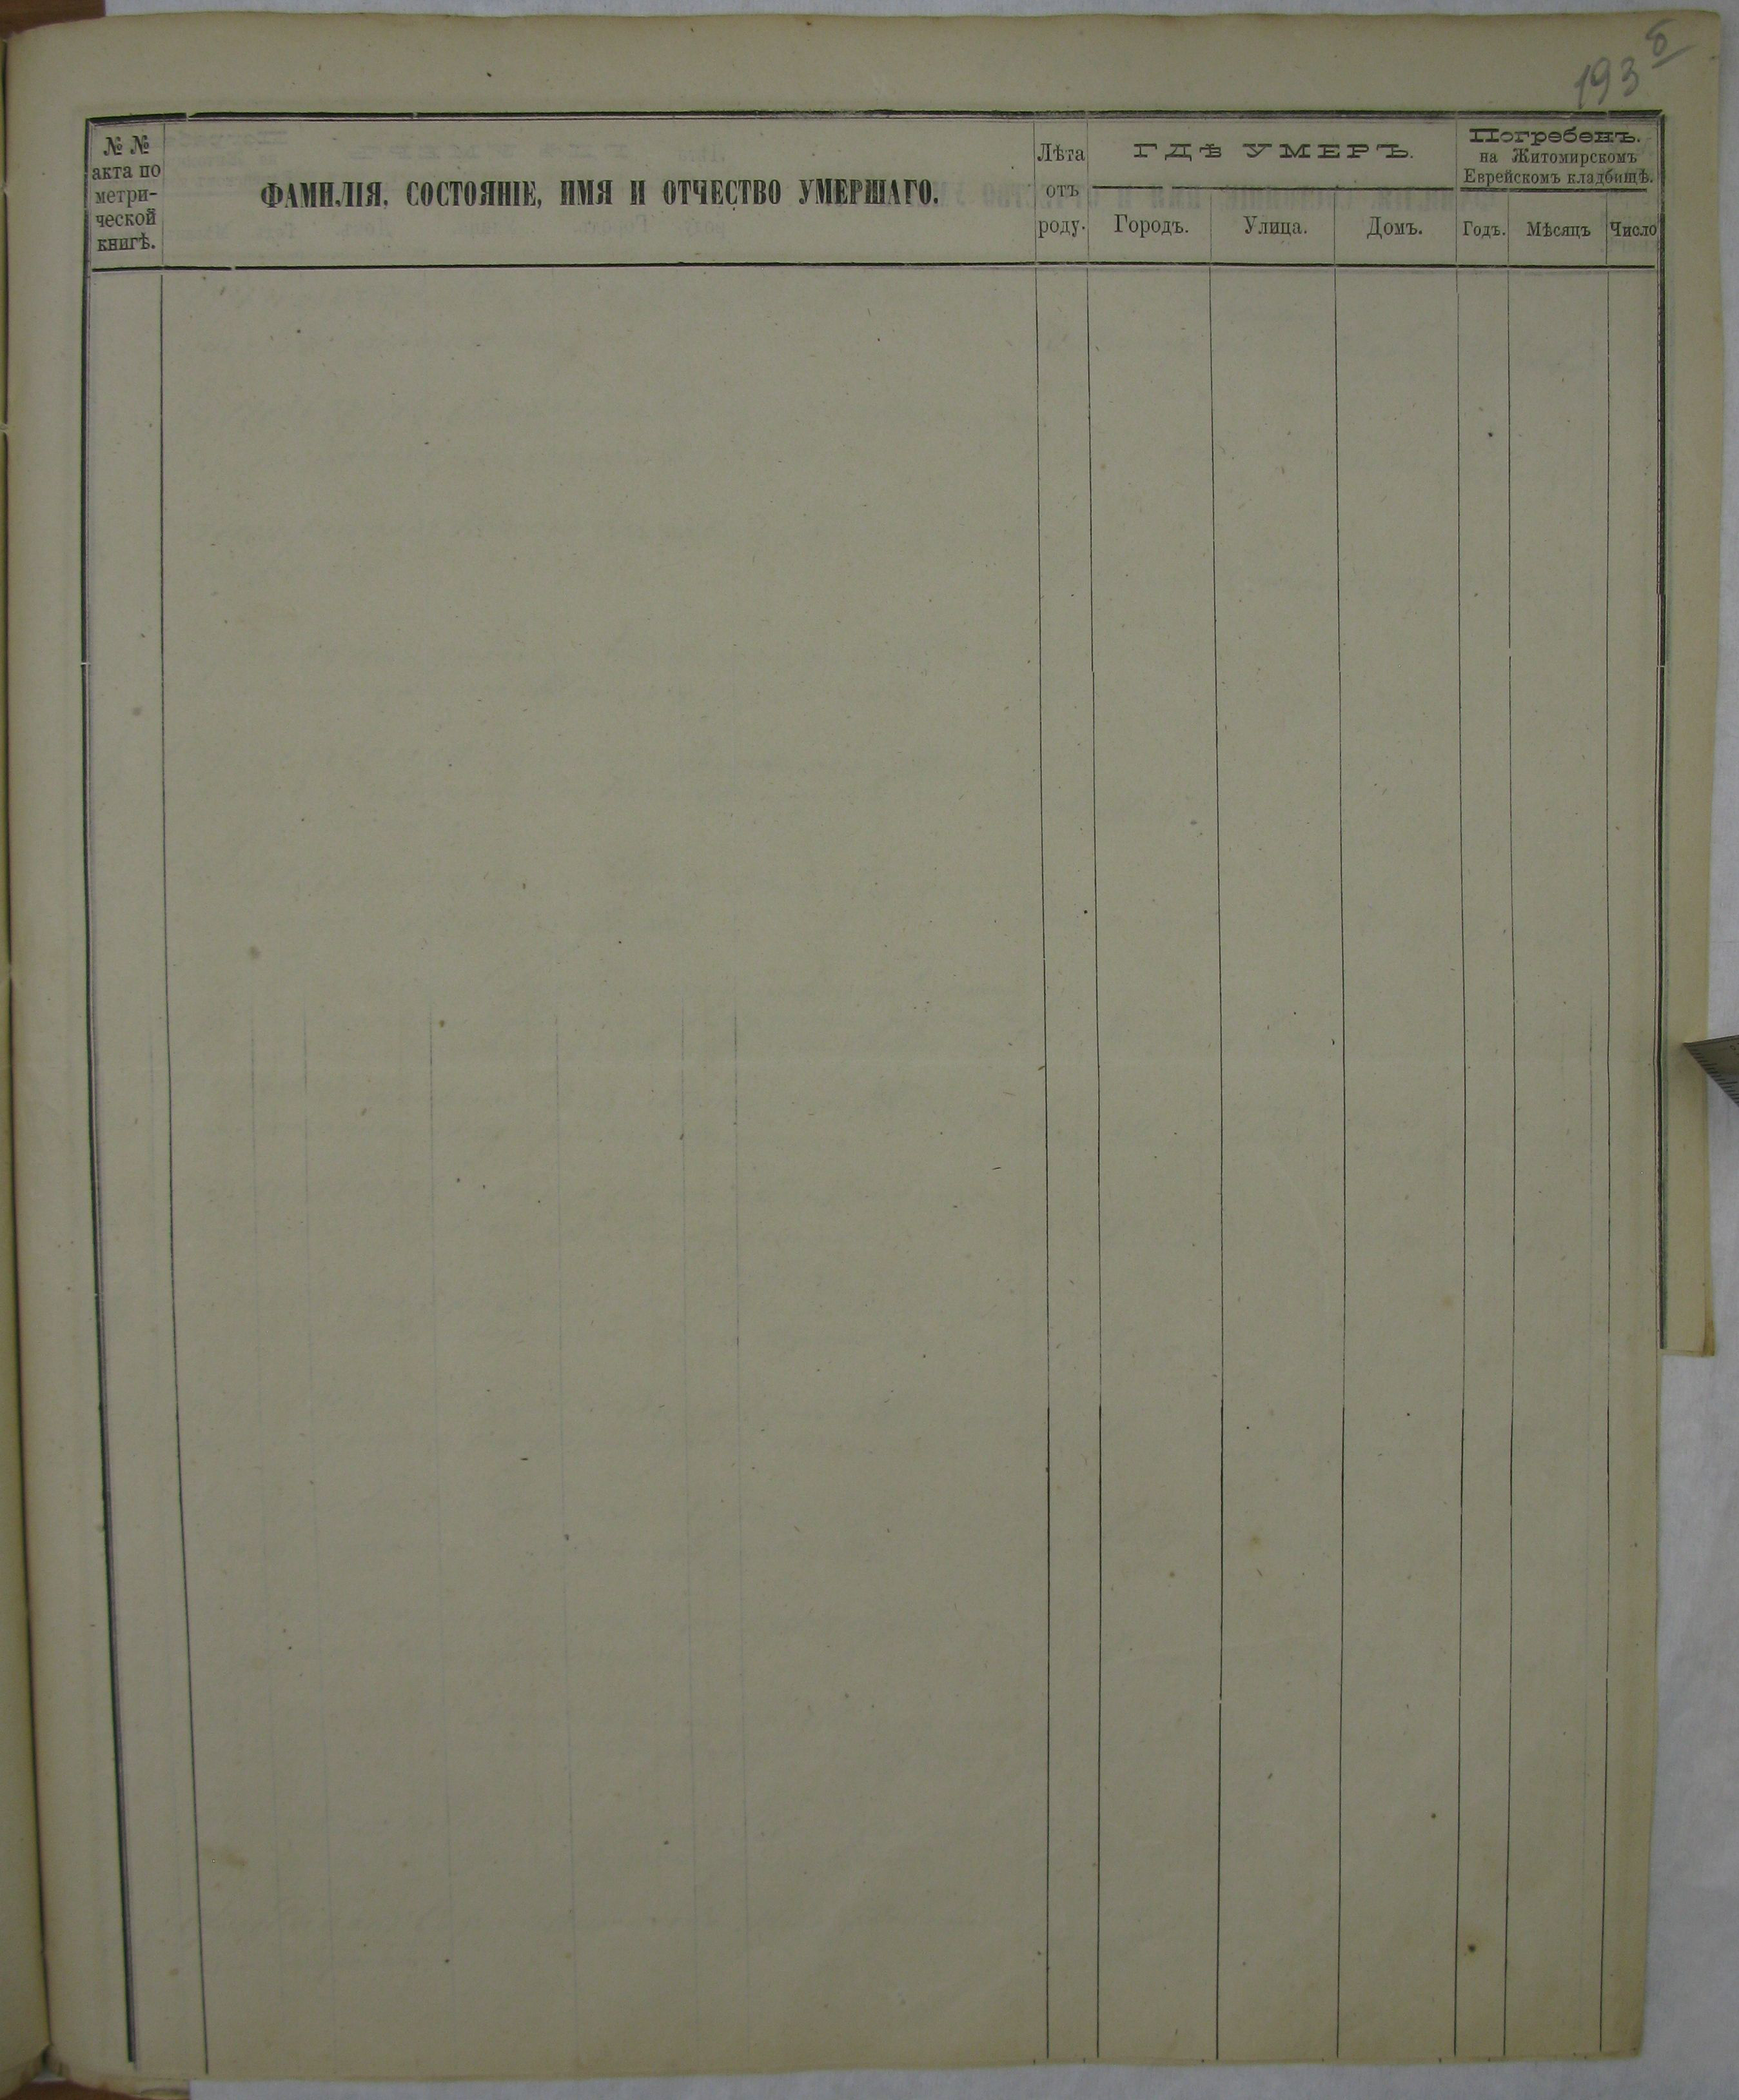 193 б
№ №
акта по
метри-
ческой
книгѣ.
ФАМИЛІЯ, СОСТОЯНІЕ, ИМЯ И ОТЧЕСТВО УМЕРШАГО.
Лѣта
отъ
роду.
ГДѢ УМЕРЪ.
Городъ.
Улица.
Домъ.
Погребенъ.
на Житомирскомъ
Еврейскомъ кладбищѣ.
Годъ.
Мѣсяцъ
Число